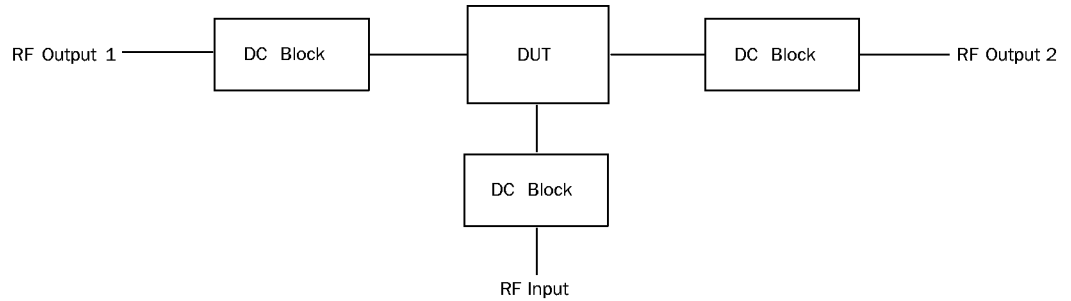 RF Output 1
DC Block
DUT
DC Block
RF Output 2
DC Block
RF Input